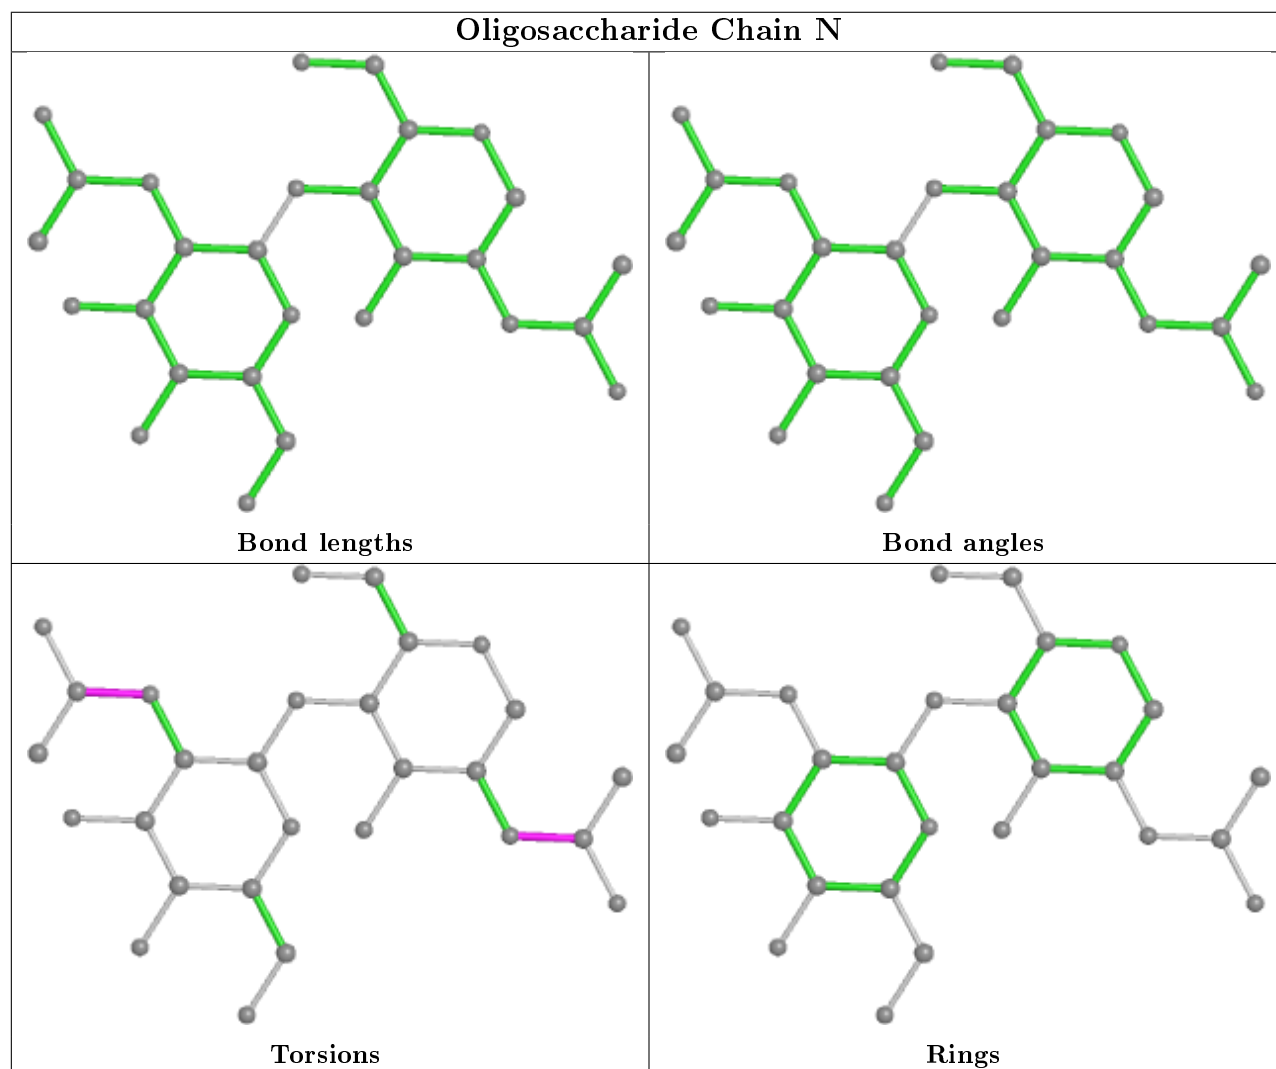 Oligosaccharide Chain N
Bond lengths
Bond angles
Torsions
Rings